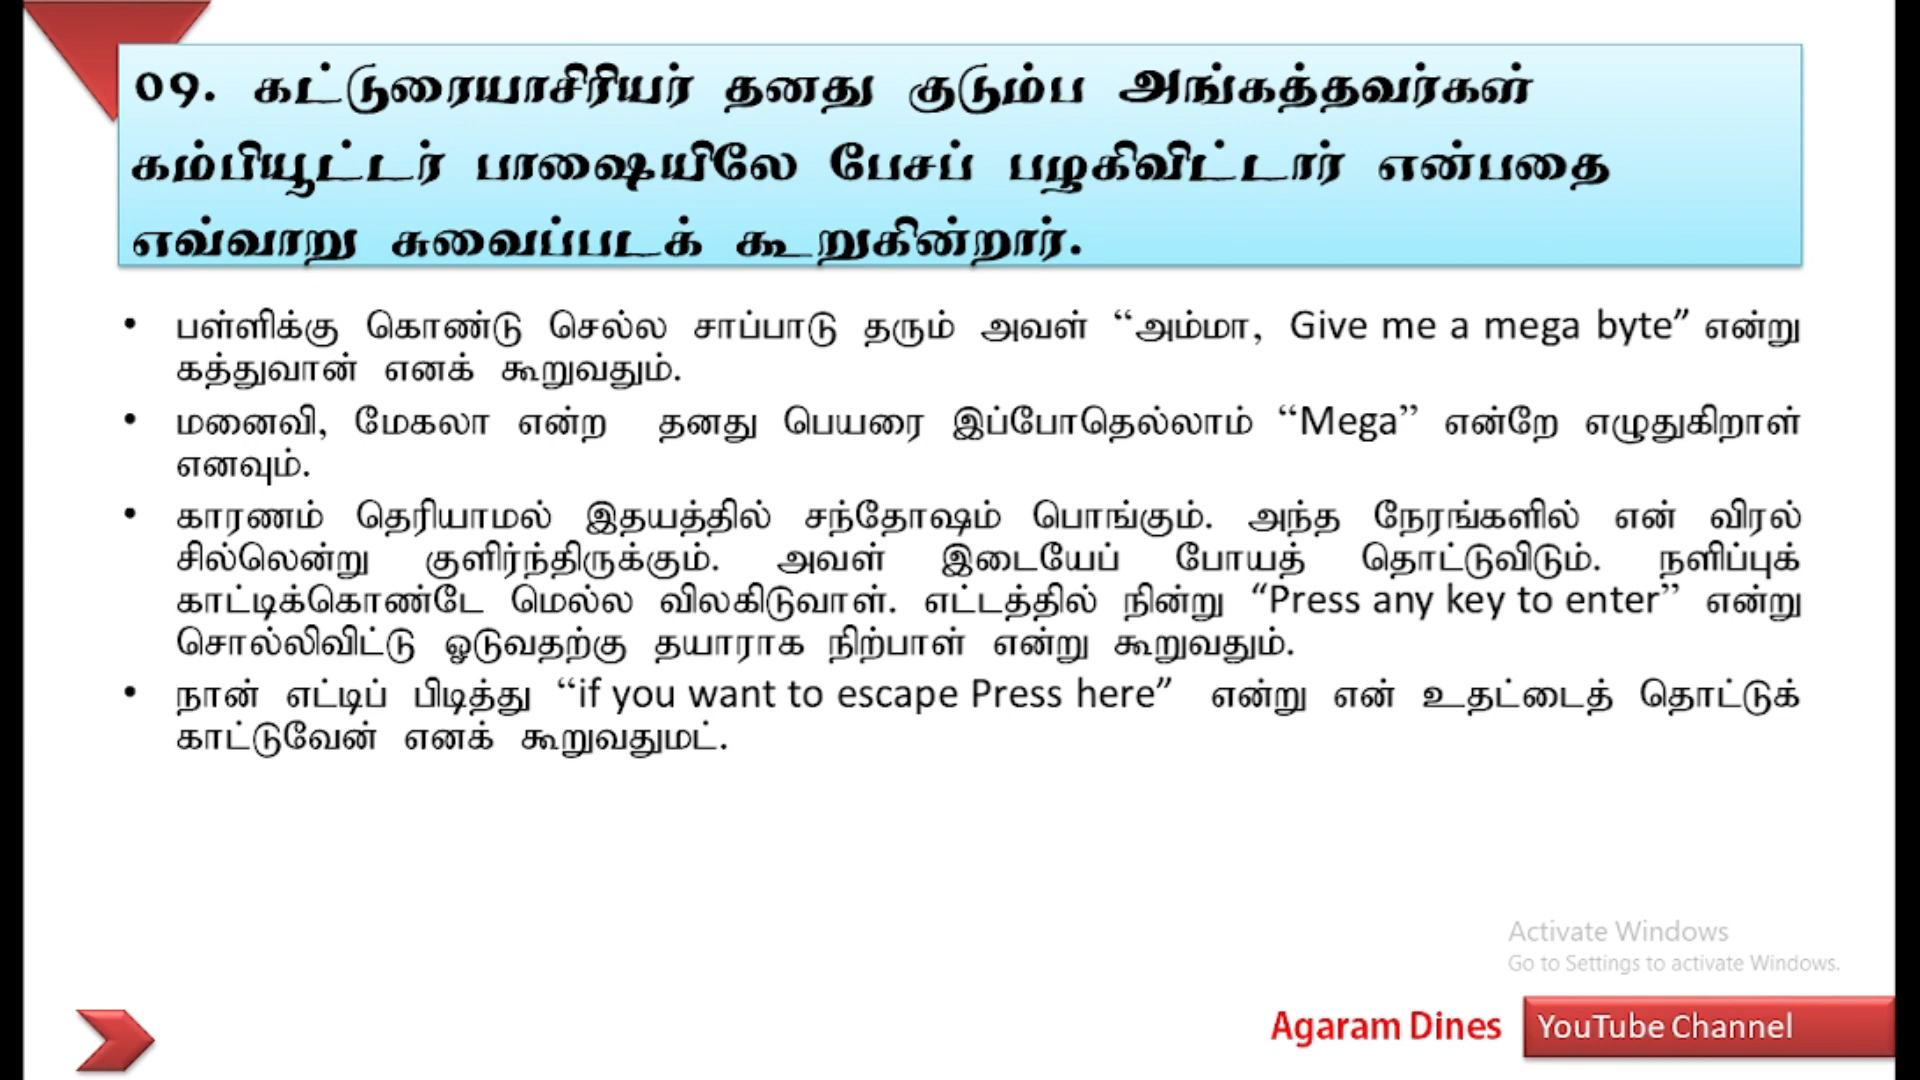 09. கட்டுரையாசிரியர் தனது குடும்ப அங்கத்தவர்கள்
கம்பியூட்டர் பாஷையிலே பேசப் பழகிவிட்டார் என்பதை
எவ்வாறு சுவைப்படக் கூறுகின்றார்.
• பள்ளிக்கு கொண்டு செல்ல சாப்பாடு தரும் அவள் “அம்மா, Give me a mega byte” என்று
கத்துவான் எனக் கூறுவதும்.
• மனைவி, மேகலா என்ற தனது பெயரை இப்போதெல்லாம் “Mega” என்றே எழுதுகிறாள்
எனவும்.
• காரணம் தெரியாமல் இதயத்தில் சந்தோஷம் பொங்கும். அந்த நேரங்களில் என் விரல்
சில்லென்று குளிர்ந்திருக்கும். அவள் இடையேப் போயத் தொட்டுவிடும். நளிப்புக்
காட்டிக்கொண்டே மெல்ல விலகிடுவாள். எட்டத்தில் நின்று “Press any key to enter” என்று
சொல்லிவிட்டு ஓடுவதற்கு தயாராக நிற்பாள் என்று கூறுவதும்.
• நான் எட்டிப் பிடித்து “if you want to escape Press here” என்று என் உதட்டைத் தொட்டுக்
காட்டுவேன் எனக் கூறுவதுமட்.
Activate Windows
Go to Settings to activate Windows.
Agaram Dines YouTube Channel